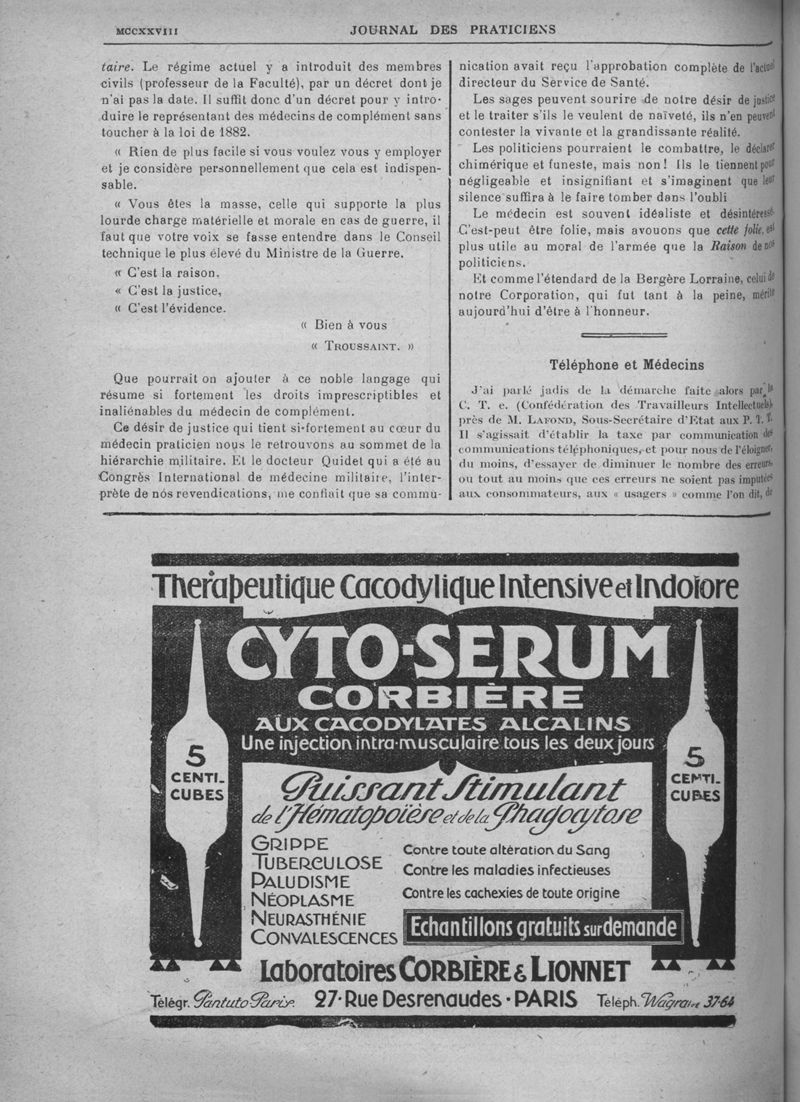 MCCXXVIII
JOURNAL DES PRATICIENS
taire. Le régime actuel y a introduit des membres
civils (professeur de la Faculté), par un décret dont je
n'ai pas la date. Il suffit donc d'un décret pour y intro-
duire le représentant des médecins de complément sans
toucher à la loi de 1882.
« Rien de plus facile si vous voulez vous y employer
et je considère personnellement que cela est indispen-
sable.
« Vous êtes la masse, celle qui supporte la plus
lourde charge matérielle et morale en cas de guerre, il
faut que votre voix se fasse entendre dans le Conseil
technique le plus élevé du Ministre de la Guerre.
« C'est la raison,
« C'est la justice,
« C'est l'évidence.
« Bien à vous
« TROUSSAINT. »
Que pourrait on ajouter à ce noble langage qui
résume si fortement les droits imprescriptibles et
inaliénables du médecin de complément.
Ce désir de justice qui tient si fortement au cœur du
médecin praticien nous le retrouvons au sommet de la
hiérarchie militaire. Et le docteur Quidet qui a été au
Congrès International de médecine militaire, l'inter-
prète de nós revendications, me confiait que sa commu-
nication avait reçu l'approbation complète de l'actuel
directeur du Service de Santé.
Les sages peuvent sourire de notre désir de justice
et le traiter s'ils le veulent de naïveté, ils n'en peuvent
contester la vivante et la grandissante réalité.
Les politiciens pourraient le combattre, le déclarer
chimérique et funeste, mais non ! Ils le tiennent pour
négligeable et insignifiant et s'imaginent que leur
silence suffira à le faire tomber dans l'oubli
Le médecin est souvent idéaliste et désintéressé.
C'est-peut être folie, mais avouons que cette folie, est
plus utile au moral de l'armée que la Raison de nos
politiciens.
Et comme l'étendard de la Bergère Lorraine, celui de
notre Corporation, qui fut tant à la peine, mérite
aujourd'hui d'être à l'honneur.
Téléphone et Médecins
J'ai parlé jadis de la démarche faite alors par la
C. T. e. (Confédération des Travailleurs Intellectuels)
près de M. LAFOND, Sous-Secrétaire d'Etat aux P. T. T.
Il s'agissait d'établir la taxe par communication des
communications téléphoniques, et pour nous de l'éloigner,
du moins, d'essayer de diminuer le nombre des erreurs,
ou tout au moins que ces erreurs ne soient pas imputées
aux consommateurs, aux « usagers » comme l'on dit, de
Therapeutique Cacodylique Intensive et Indolore
CYTO-SERUM
CORBIÈRE
AUX CACODYLATES ALCALINS
Une injection intra-musculaire tous les deux jours
5
CENTI-
CUBES
5
CENTI-
CUBES
Puissant Stimulant
de l'Hématopoïèse et de la Phagocytose
GRIPPE
TUBERCULOSE
PALUDISME
NÉOPLASME
NEURASTHÉNIE
CONVALESCENCES
Contre toute altération du Sang
Contre les maladies infectieuses
Contre les cachexies de toute origine
Echantillons gratuits sur demande
Laboratoires CORBIÈRE & LIONNET
Télégr. Pantuto Paris. 27·Rue Desrenaudes·PARIS Téléph. Wagram 37-64